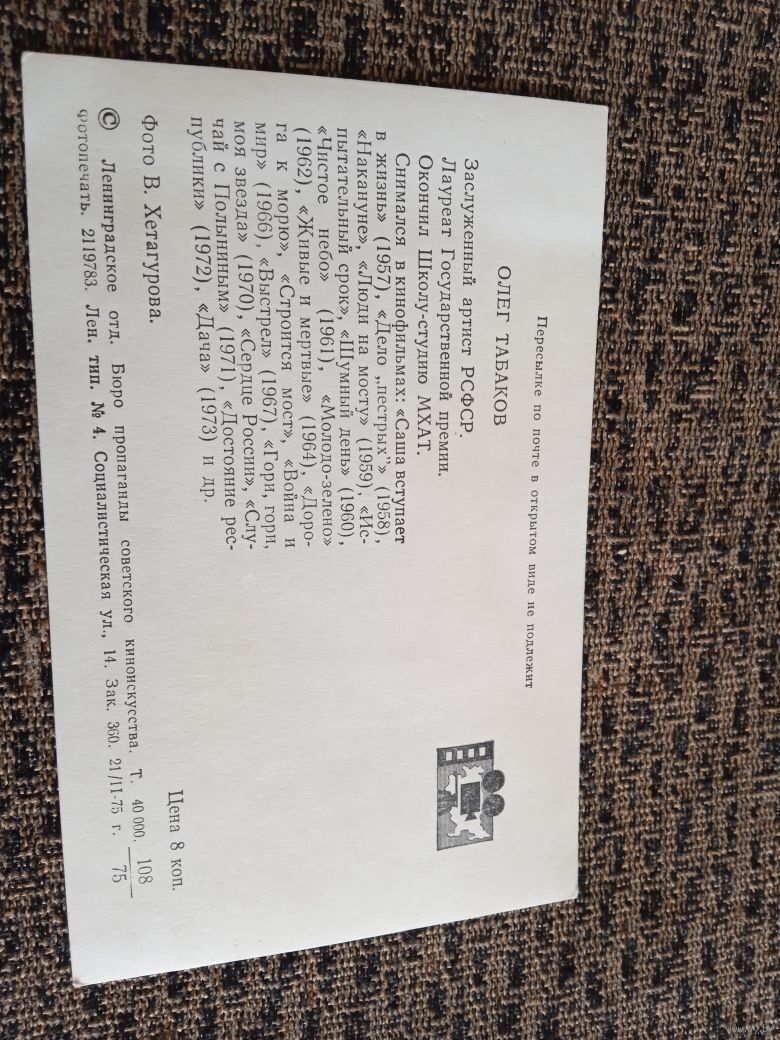 Пересылке по почте в открытом виде не подлежит
ОЛЕГ ТАБАКОВ
Заслуженный артист РСФСР.
Лауреат Государственной премии.
Окончил Школу-студию МХАТ.
Снимался в кинофильмах: «Саша вступает
в жизнь» (1957), «Дело „пестрых"» (1958),
«Накануне», «Люди на мосту» (1959), «Ис-
пытательный срок», «Шумный день» (1960),
«Чистое небо» (1961), «Молодо-зелено»
(1962), «Живые и мертвые» (1964), «Доро-
га к морю», «Строится мост», «Война и
мир» (1966), «Выстрел» (1967), «Гори, гори,
моя звезда» (1970), «Сердце России», «Слу-
чай с Полыниным» (1971), «Достояние рес-
публики» (1972), «Дача» (1973) и др.
Фото В. Хетагурова.
Цена 8 коп.
© Ленинградское отд. Бюро пропаганды советского киноискусства. Т. 40 000. 108/75
Фотопечать. 2119783. Лен. тип. № 4. Социалистическая ул., 14. Зак. 360. 21/II-75 г.